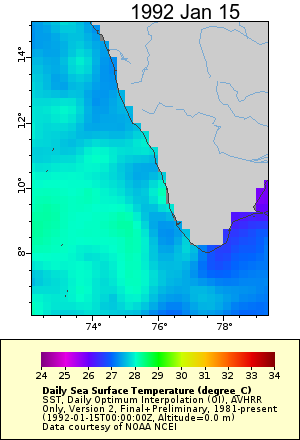 1992 Jan 15
14°
12°
10°
8°
74° 76° 78°
24 25 26 27 28 29 30 31 32 33 34
Daily Sea Surface Temperature (degree_C)
SST, Daily Optimum Interpolation (OI), AVHRR
Only, Version 2, Final+Preliminary, 1981-present
(1992-01-15T00:00:00Z, Altitude=0.0 m)
Data courtesy of NOAA NCEI